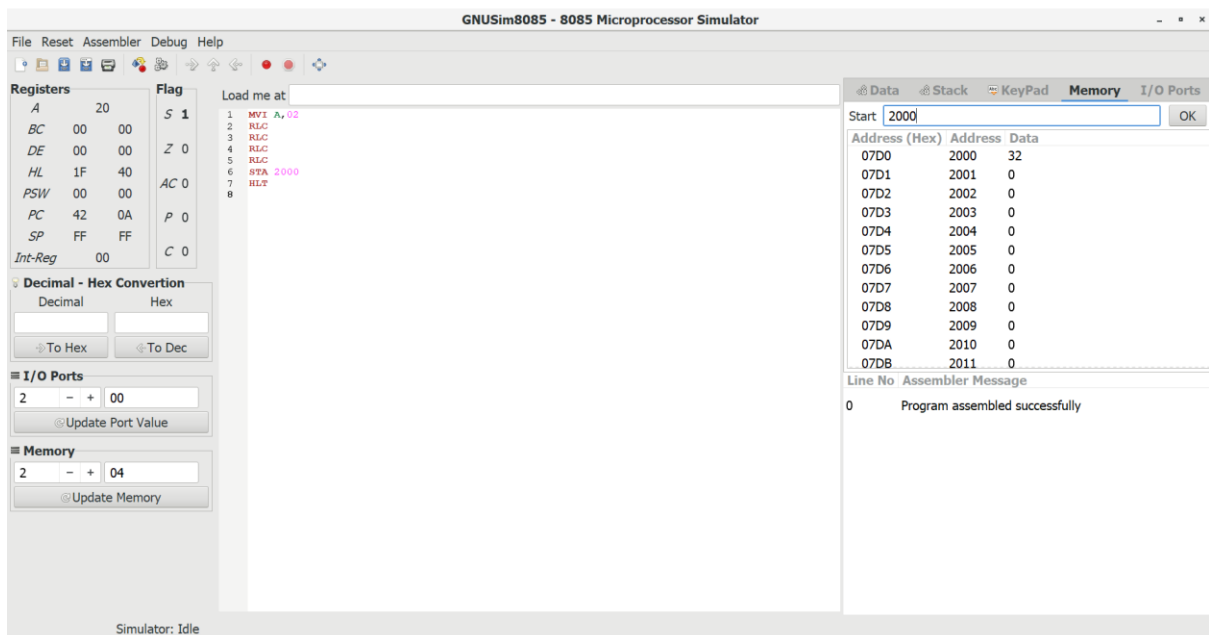 GNUSim8085 - 8085 Microprocessor Simulator
File Reset Assembler Debug Help
Registers
A 20
BC 00 00
DE 00 00
HL 1F 40
PSW 00 00
PC 42 0A
SP FF FF
Int-Reg 00
Flag
S 1
Z 0
AC 0
P 0
C 0
Decimal - Hex Convertion
Decimal Hex
To Hex To Dec
I/O Ports
2 - + 00
Update Port Value
Memory
2 - + 04
Update Memory
Load me at
1 MVI A,02
2 RLC
3 RLC
4 RLC
5 RLC
6 STA 2000
7 HLT
8
Data Stack KeyPad Memory I/O Ports
Start 2000 OK
Address (Hex) Address Data
07D0 2000 32
07D1 2001 0
07D2 2002 0
07D3 2003 0
07D4 2004 0
07D5 2005 0
07D6 2006 0
07D7 2007 0
07D8 2008 0
07D9 2009 0
07DA 2010 0
07DB 2011 0
Line No Assembler Message
0 Program assembled successfully
Simulator: Idle